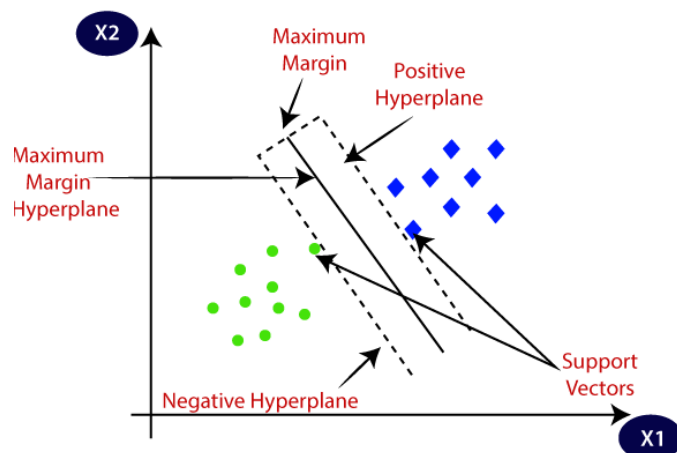 X2
Maximum
Margin
Positive
Hyperplane
Maximum
Margin
Hyperplane
Support
Vectors
Negative Hyperplane
X1